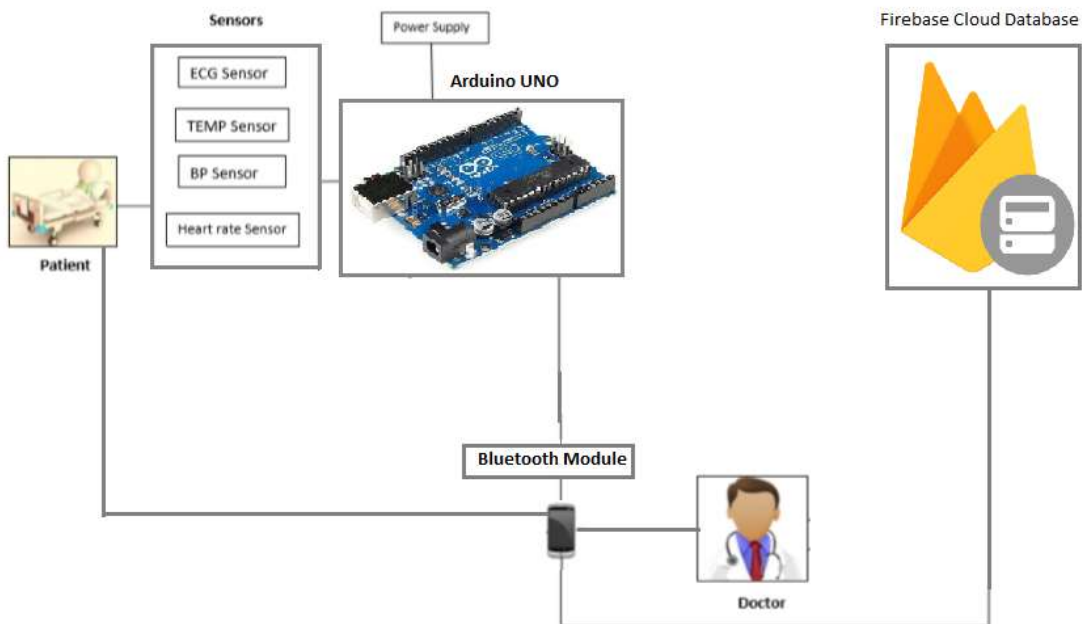 Sensors
Power Supply
Firebase Cloud Database
ECG Sensor
Arduino UNO
TEMP Sensor
BP Sensor
Heart rate Sensor
Patient
Bluetooth Module
Doctor